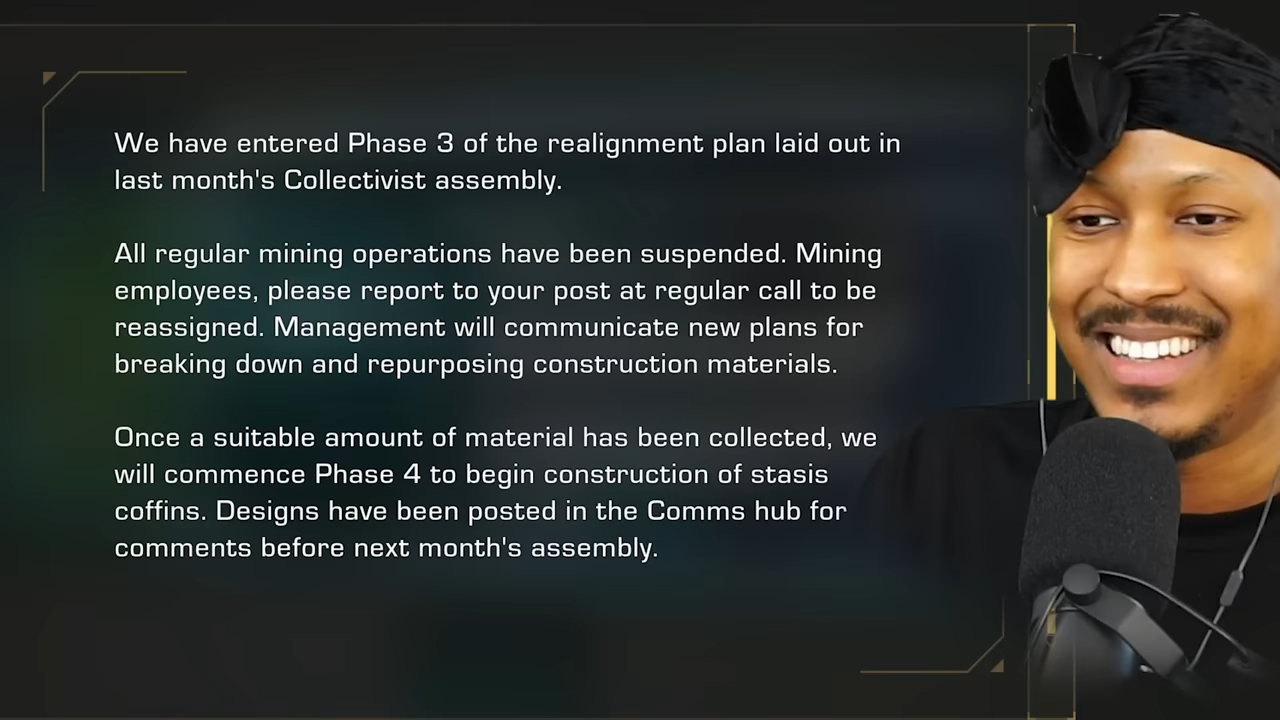 We have entered Phase 3 of the realignment plan laid out in
last month's Collectivist assembly.
All regular mining operations have been suspended. Mining
employees, please report to your post at regular call to be
reassigned. Management will communicate new plans for
breaking down and repurposing construction materials.
Once a suitable amount of material has been collected, we
will commence Phase 4 to begin construction of stasis
coffins. Designs have been posted in the Comms hub for
comments before next month's assembly.